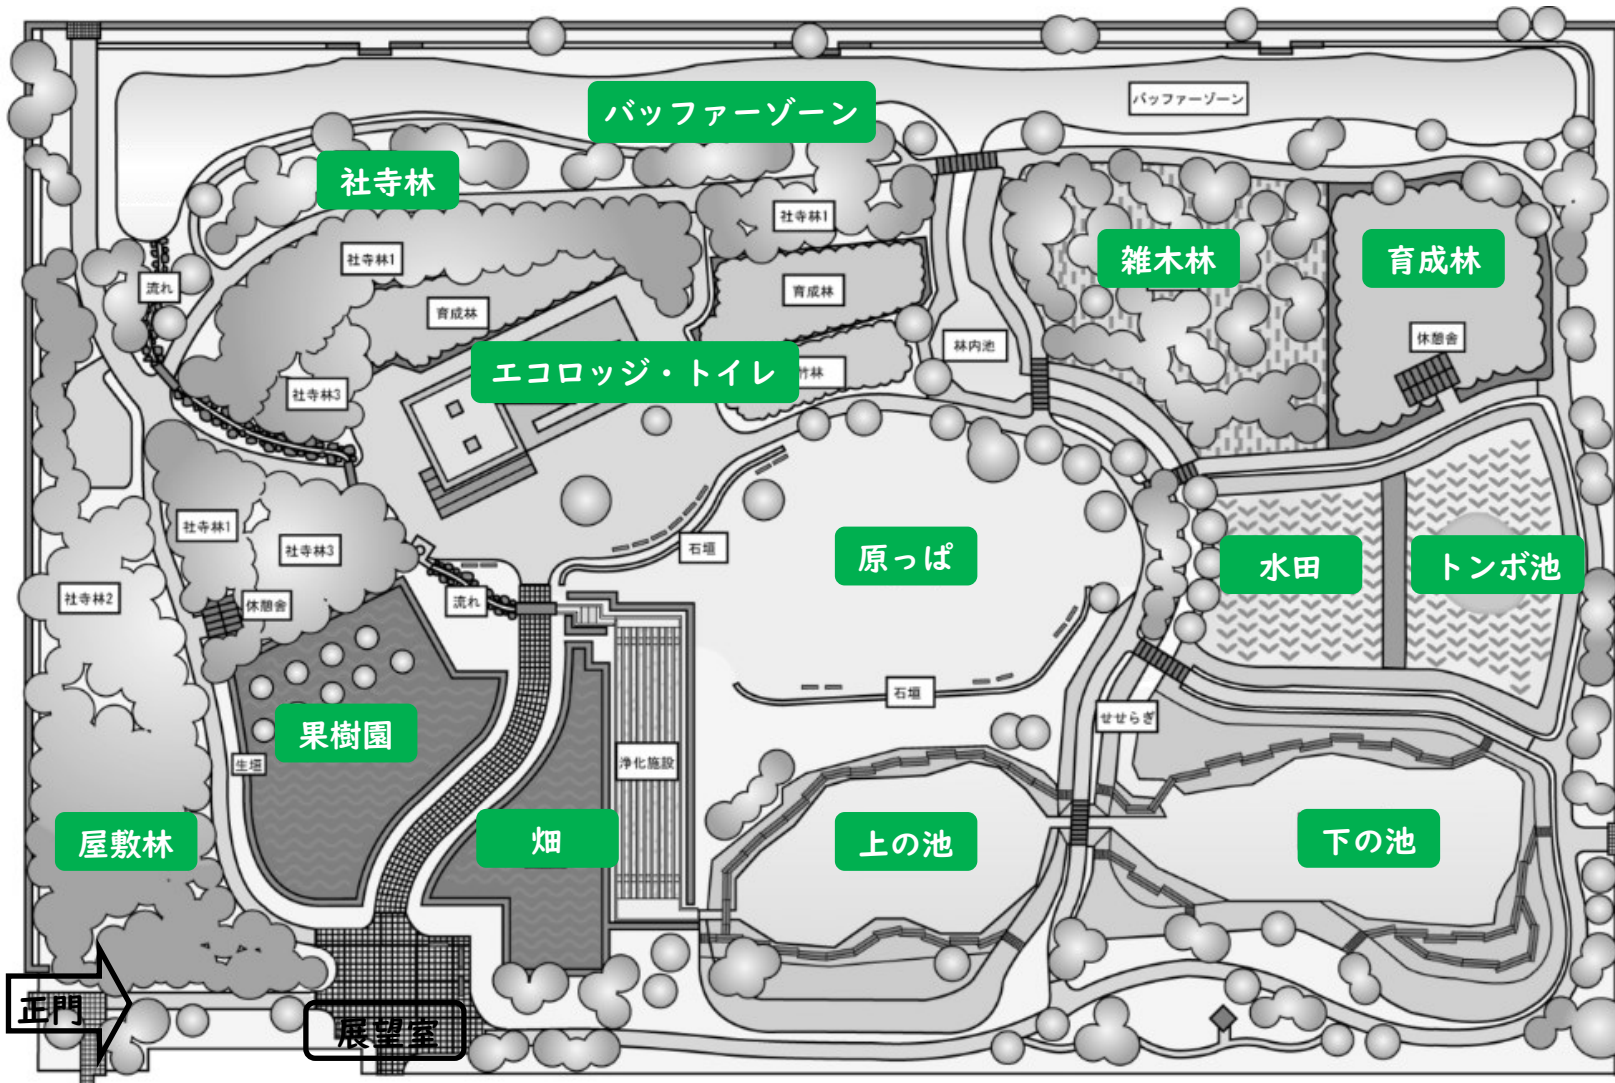 バッファーゾーン
バッファーゾーン
社寺林
社寺林1
社寺林1
雑木林
育成林
流れ
育成林
育成林
休憩舎
林内池
エコロッジ・トイレ
竹林
社寺林3
社寺林1
社寺林3
石垣
原っぱ
水田
トンボ池
社寺林2
休憩舎
流れ
石垣
せせらぎ
果樹園
生垣
浄化施設
屋敷林
畑
上の池
下の池
正門
展望室